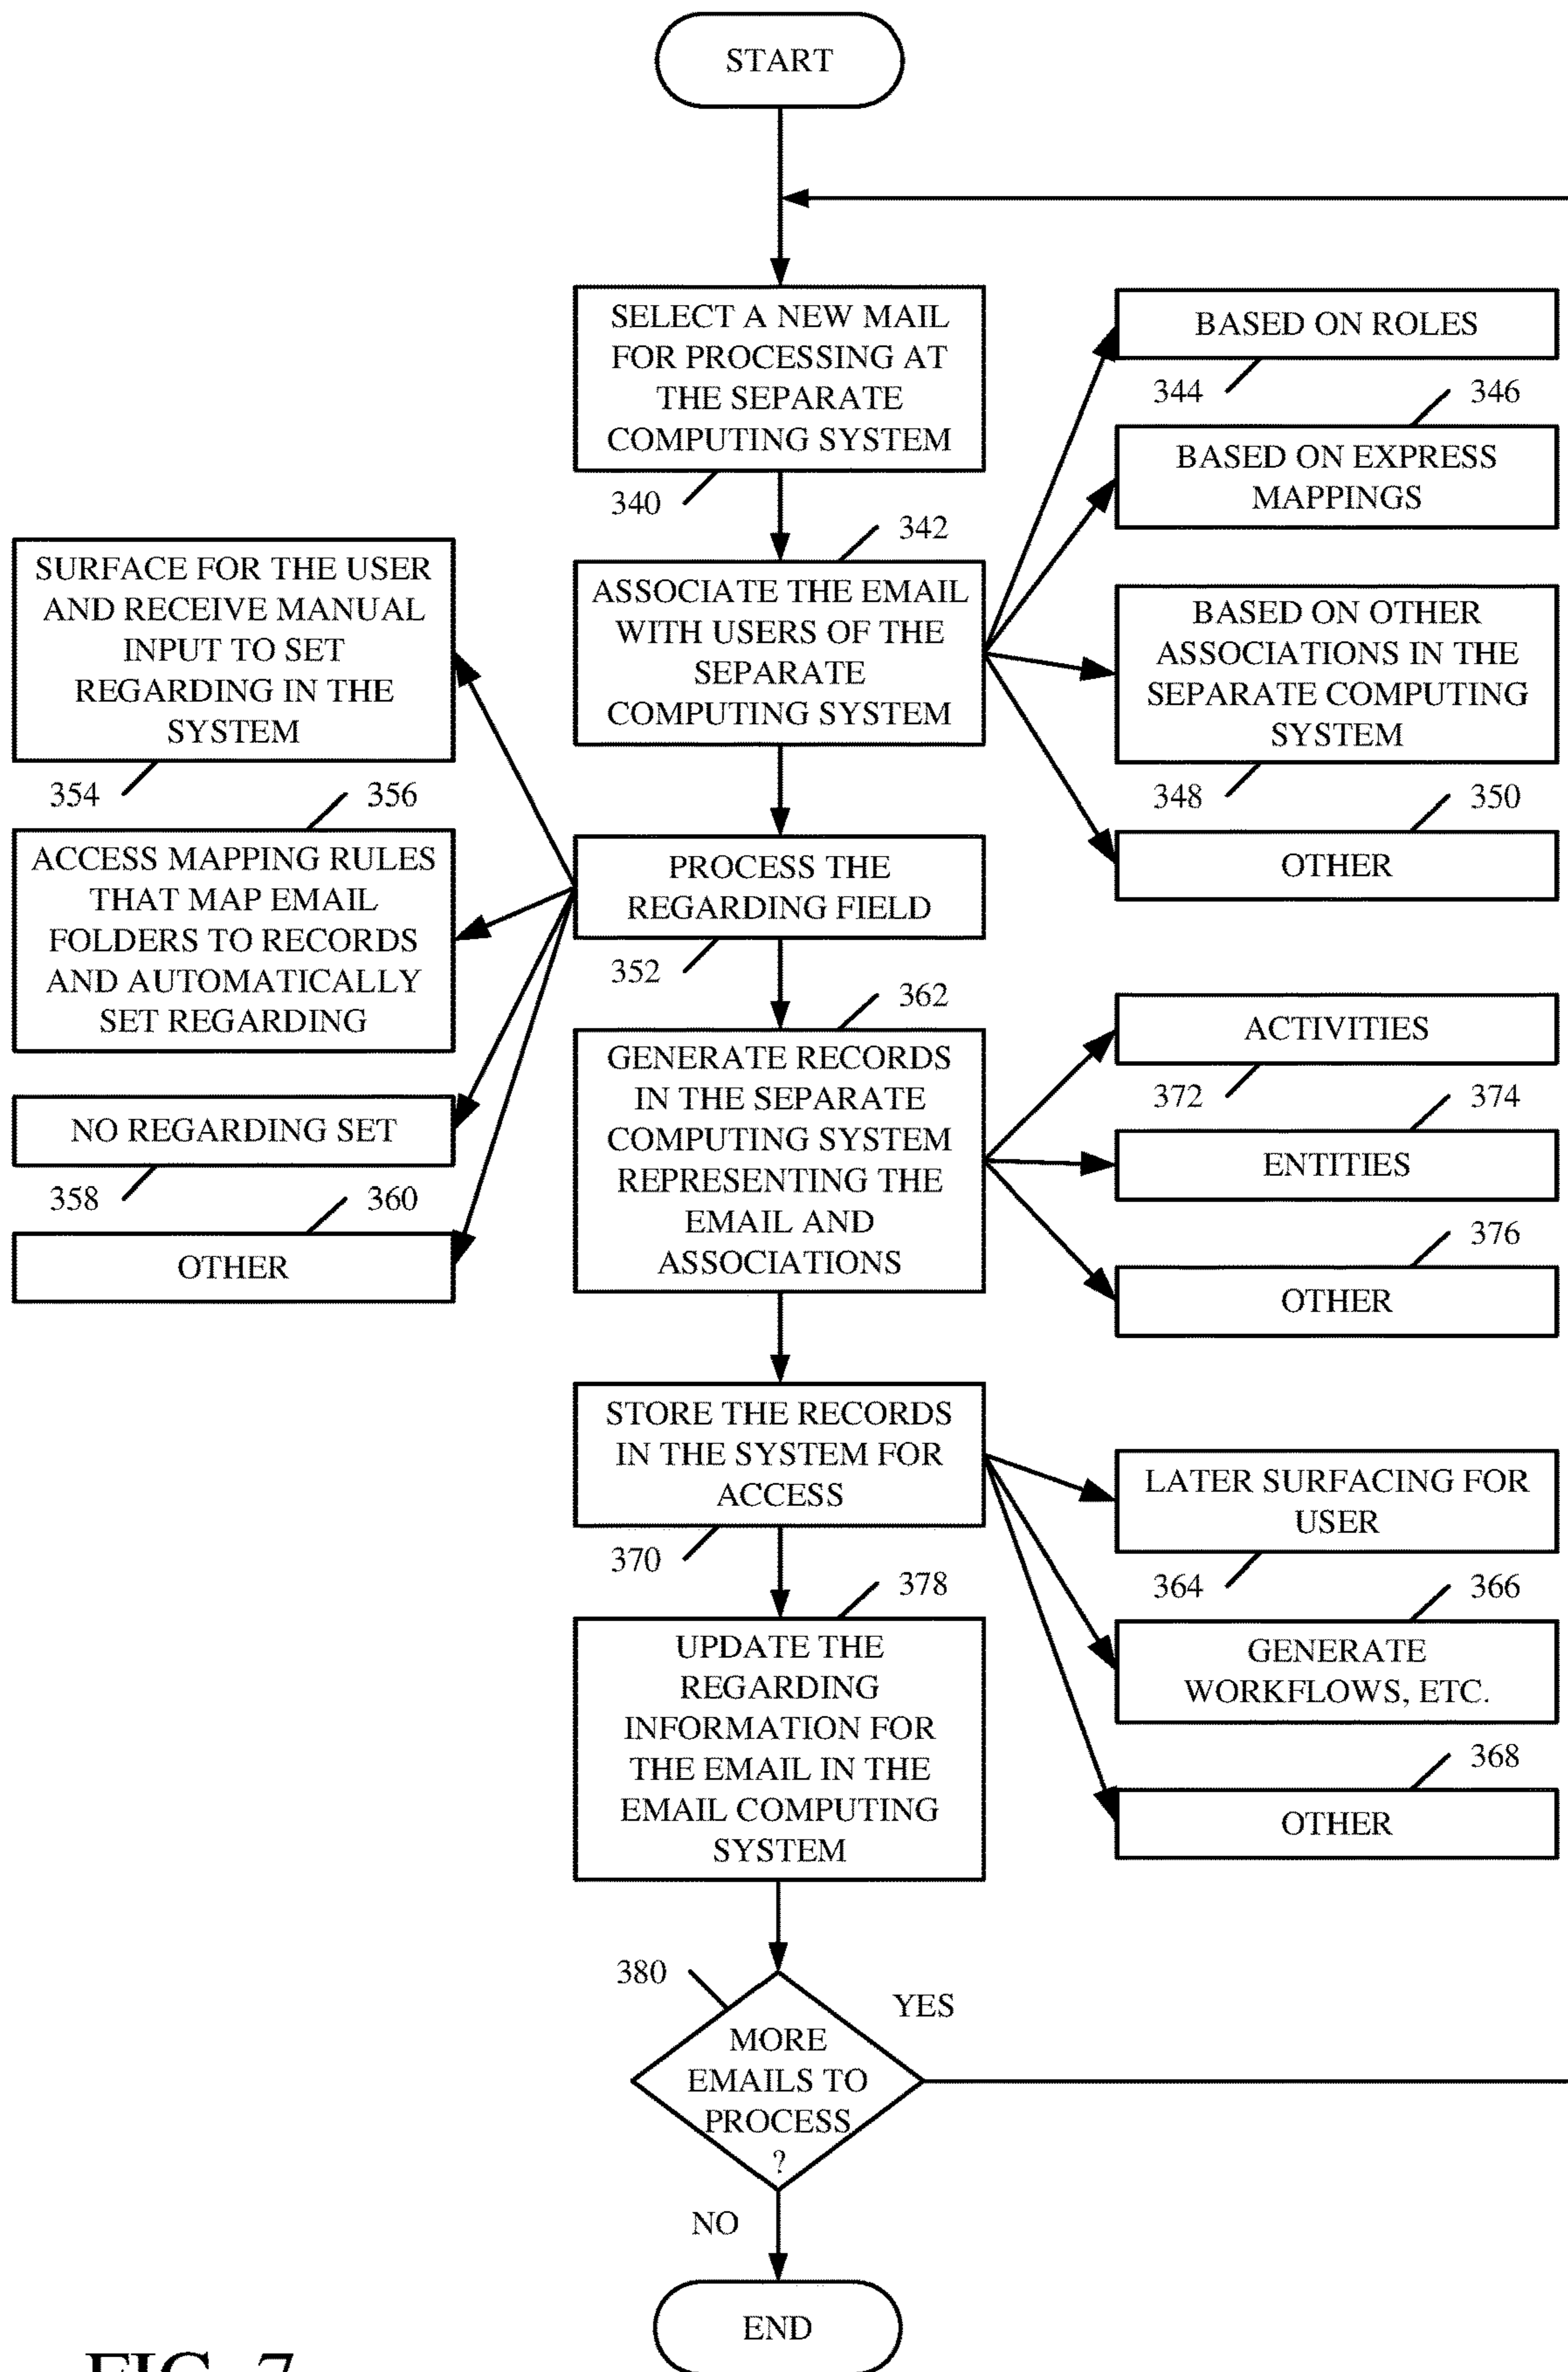 START
SELECT A NEW MAIL
FOR PROCESSING AT
THE SEPARATE
COMPUTING SYSTEM
340
342
ASSOCIATE THE EMAIL
WITH USERS OF THE
SEPARATE
COMPUTING SYSTEM
BASED ON ROLES
344
346
BASED ON EXPRESS
MAPPINGS
BASED ON OTHER
ASSOCIATIONS IN THE
SEPARATE COMPUTING
SYSTEM
348
350
OTHER
PROCESS THE
REGARDING FIELD
352
SURFACE FOR THE USER
AND RECEIVE MANUAL
INPUT TO SET
REGARDING IN THE
SYSTEM
354
356
ACCESS MAPPING RULES
THAT MAP EMAIL
FOLDERS TO RECORDS
AND AUTOMATICALLY
SET REGARDING
NO REGARDING SET
358
360
OTHER
362
GENERATE RECORDS
IN THE SEPARATE
COMPUTING SYSTEM
REPRESENTING THE
EMAIL AND
ASSOCIATIONS
ACTIVITIES
372
374
ENTITIES
376
OTHER
STORE THE RECORDS
IN THE SYSTEM FOR
ACCESS
370
LATER SURFACING FOR
USER
364
366
GENERATE
WORKFLOWS, ETC.
368
OTHER
378
UPDATE THE
REGARDING
INFORMATION FOR
THE EMAIL IN THE
EMAIL COMPUTING
SYSTEM
380
MORE
EMAILS TO
PROCESS
?
YES
NO
END
FIG. 7